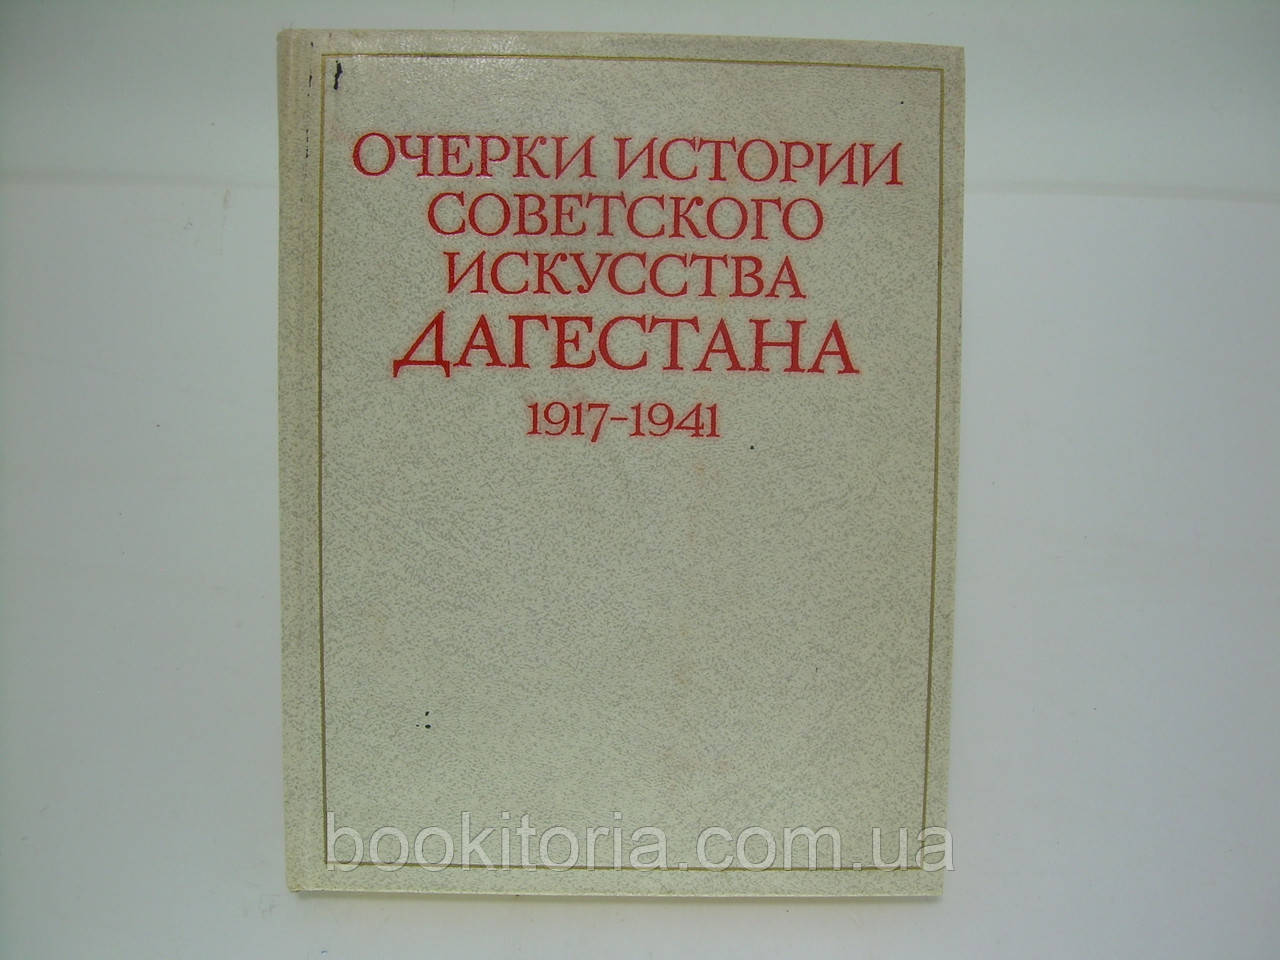 ОЧЕРКИ ИСТОРИИ
СОВЕТСКОГО
ИСКУССТВА
ДАГЕСТАНА
1917-1941
bookitoria.com.ua